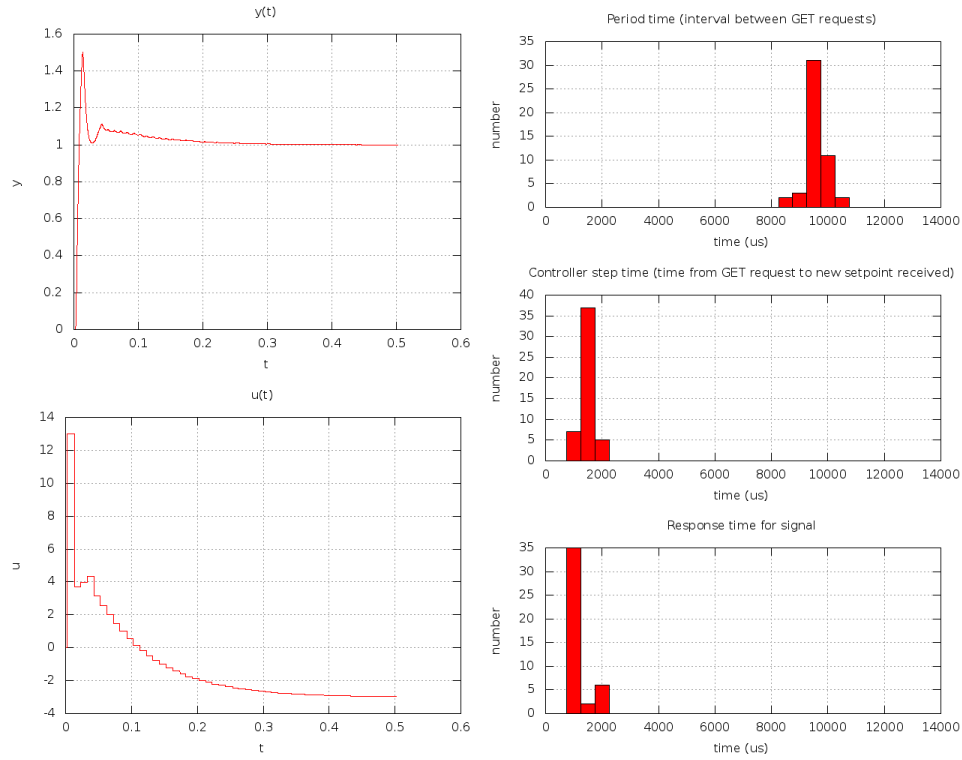 y(t)
1.6
1.4
1.2
1
0.8
0.6
0.4
0.2
0
y
0 0.1 0.2 0.3 0.4 0.5 0.6
t
u(t)
14
12
10
8
6
4
2
0
-2
-4
u
0 0.1 0.2 0.3 0.4 0.5 0.6
t
Period time (interval between GET requests)
35
30
25
20
15
10
5
0
number
0 2000 4000 6000 8000 10000 12000 14000
time (us)
Controller step time (time from GET request to new setpoint received)
40
35
30
25
20
15
10
5
0
number
0 2000 4000 6000 8000 10000 12000 14000
time (us)
Response time for signal
35
30
25
20
15
10
5
0
number
0 2000 4000 6000 8000 10000 12000 14000
time (us)